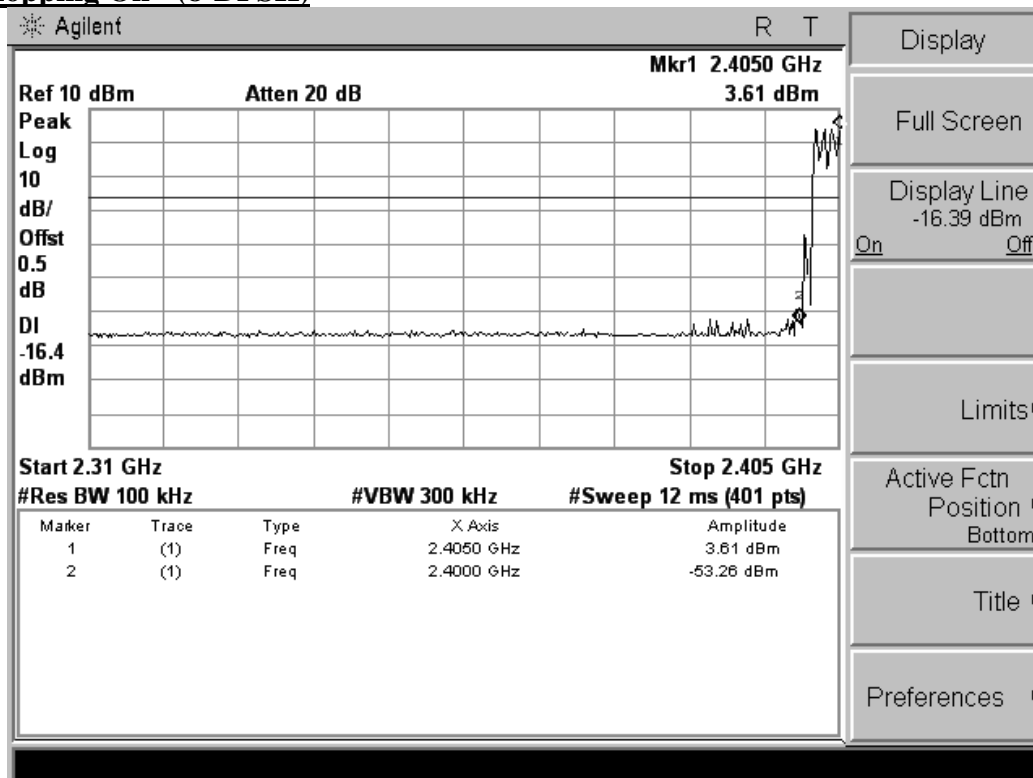 Agilent R T
Mkr1 2.4050 GHz
Ref 10 dBm Atten 20 dB 3.61 dBm
Peak
Log
10
dB/
Offst
0.5
dB
DI
-16.4
dBm
2
Start 2.31 GHz Stop 2.405 GHz
#Res BW 100 kHz #VBW 300 kHz #Sweep 12 ms (401 pts)
Marker Trace Type X Axis Amplitude
1 (1) Freq 2.4050 GHz 3.61 dBm
2 (1) Freq 2.4000 GHz -53.26 dBm
Display
Full Screen
Display Line
-16.39 dBm
On Off
Limits
Active Fctn
Position
Bottom
Title
Preferences